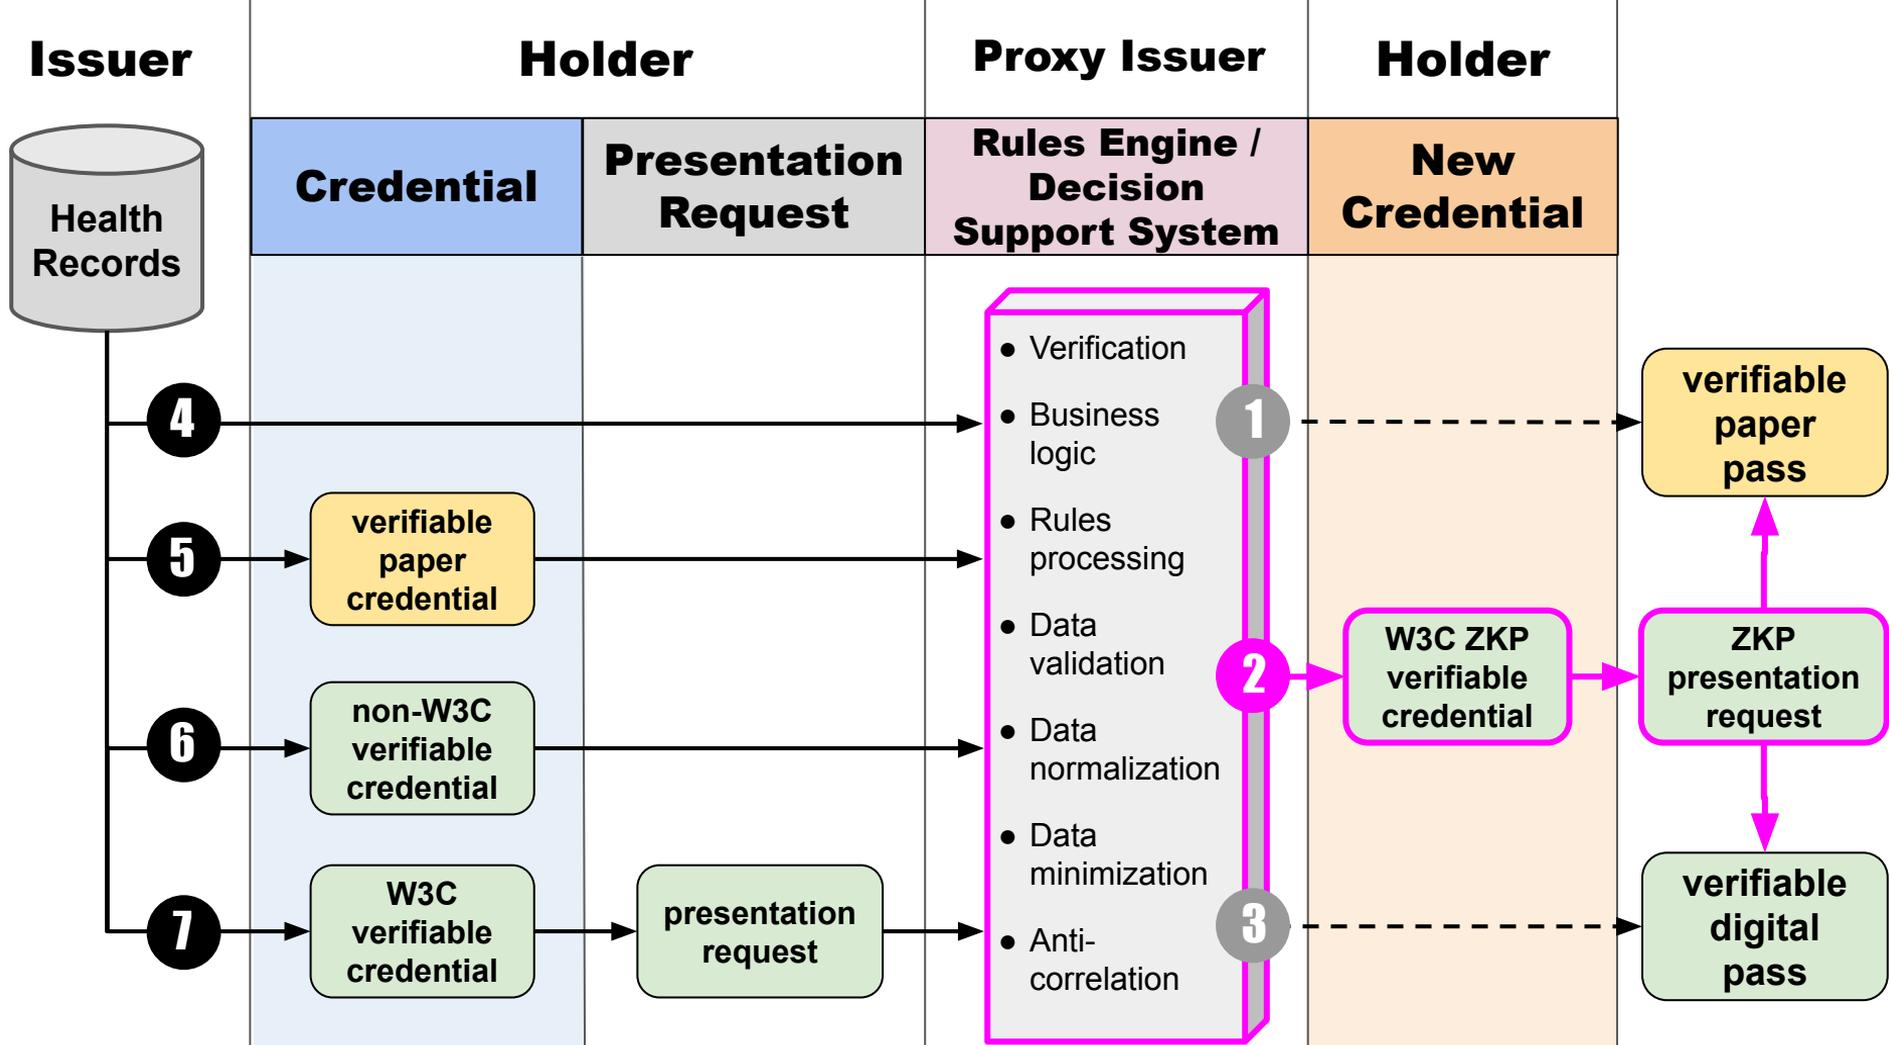 Issuer
Holder
Proxy Issuer
Holder
Credential
Presentation
Request
Rules Engine /
Decision
Support System
New
Credential
Health
Records
4
5
6
7
verifiable
paper
credential
non-W3C
verifiable
credential
W3C
verifiable
credential
presentation
request
● Verification
● Business
logic
● Rules
processing
● Data
validation
● Data
normalization
● Data
minimization
● Anti-
correlation
1
2
3
W3C ZKP
verifiable
credential
verifiable
paper
pass
ZKP
presentation
request
verifiable
digital
pass